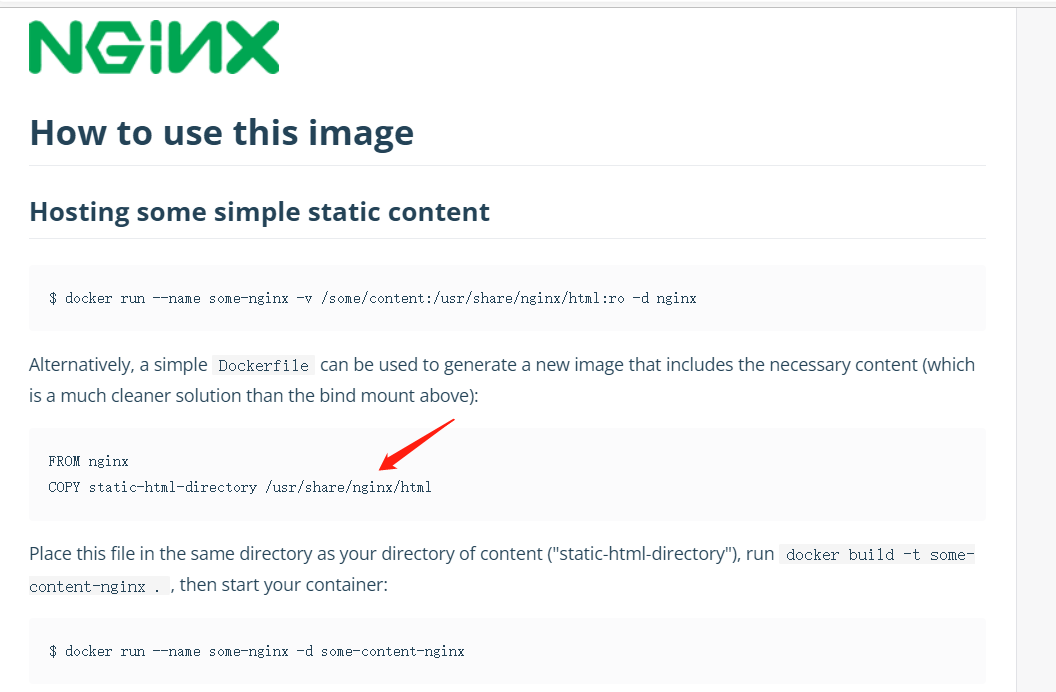 NGINX
How to use this image
Hosting some simple static content
$ docker run --name some-nginx -v /some/content:/usr/share/nginx/html:ro -d nginx
Alternatively, a simple Dockerfile can be used to generate a new image that includes the necessary content (which
is a much cleaner solution than the bind mount above):
FROM nginx
COPY static-html-directory /usr/share/nginx/html
Place this file in the same directory as your directory of content ("static-html-directory"), run docker build -t some-
content-nginx . , then start your container:
$ docker run --name some-nginx -d some-content-nginx